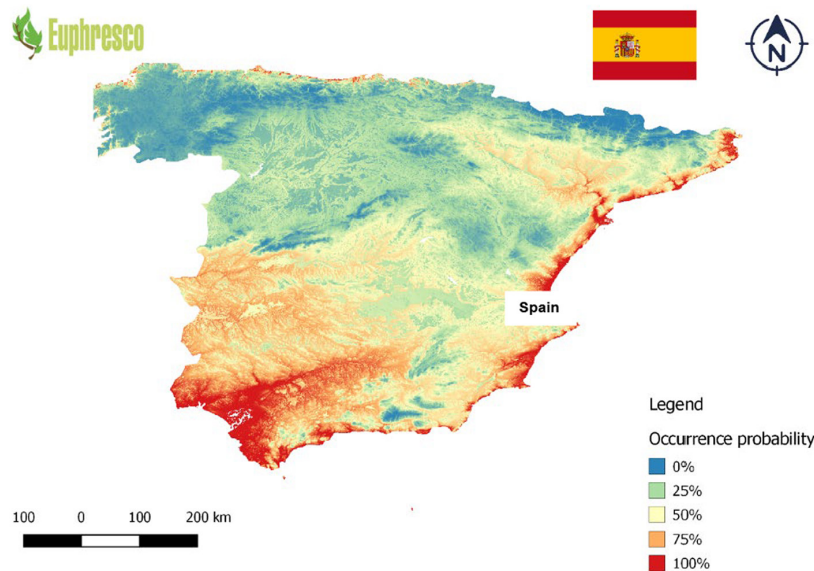 Euphresco
N
Spain
Legend
Occurrence probability
0%
25%
50%
75%
100%
100 0 100 200 km